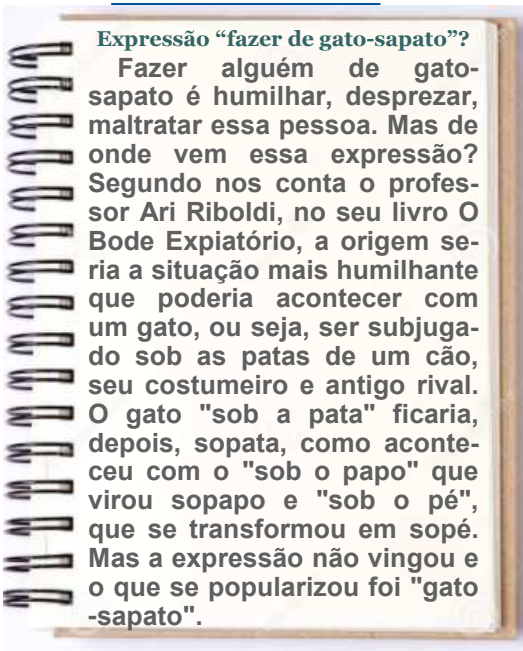 Expressão “fazer de gato-sapato”?
Fazer alguém de gato-
sapato é humilhar, desprezar,
maltratar essa pessoa. Mas de
onde vem essa expressão?
Segundo nos conta o profes-
sor Ari Riboldi, no seu livro O
Bode Expiatório, a origem se-
ria a situação mais humilhante
que poderia acontecer com
um gato, ou seja, ser subjuga-
do sob as patas de um cão,
seu costumeiro e antigo rival.
O gato "sob a pata" ficaria,
depois, sopata, como aconte-
ceu com o "sob o papo" que
virou sopapo e "sob o pé",
que se transformou em sopé.
Mas a expressão não vingou e
o que se popularizou foi "gato
-sapato".